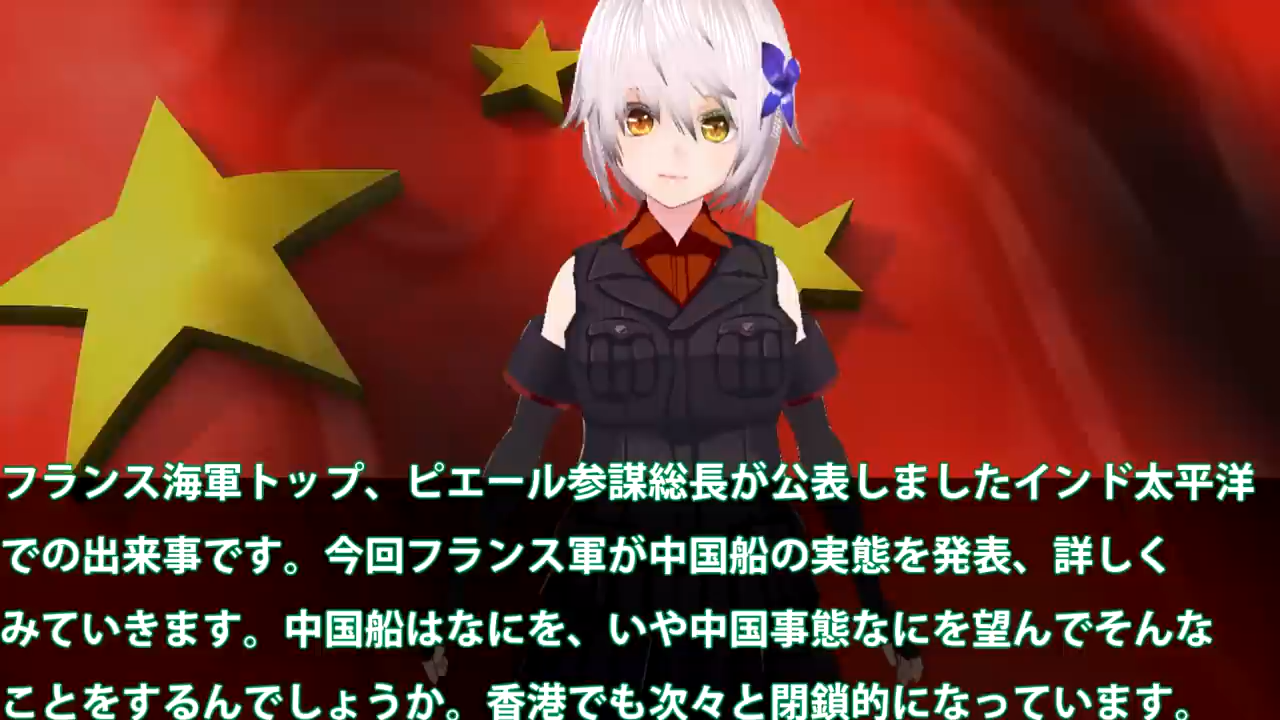 フランス海軍トップ、ピエール参謀総長が公表しましたインド太平洋
での出来事です。今回フランス軍が中国船の実態を発表、詳しく
みていきます。中国船はなにを、いや中国事態なにを望んでそんな
ことをするんでしょうか。香港でも次々と閉鎖的になっています。